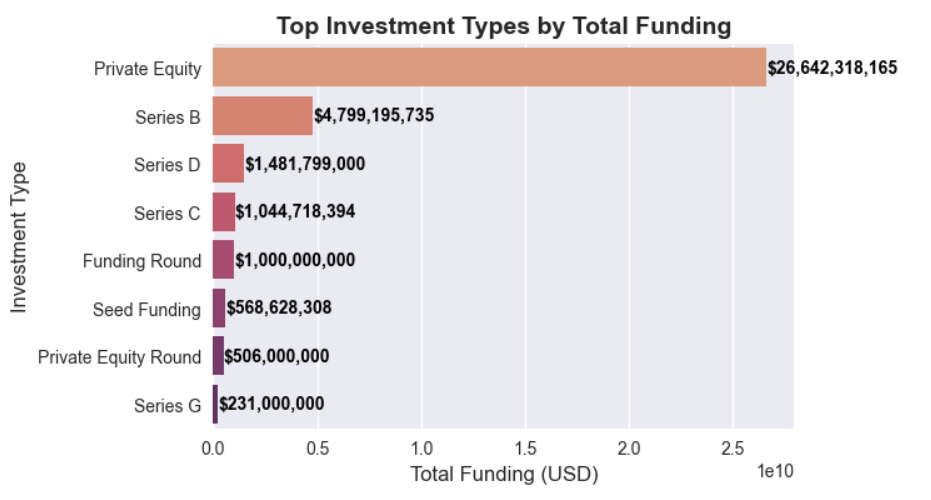 Top Investment Types by Total Funding
Investment Type
Private Equity $26,642,318,165
Series B $4,799,195,735
Series D $1,481,799,000
Series C $1,044,718,394
Funding Round $1,000,000,000
Seed Funding $568,628,308
Private Equity Round $506,000,000
Series G $231,000,000
0.0 0.5 1.0 1.5 2.0 2.5
1e10
Total Funding (USD)